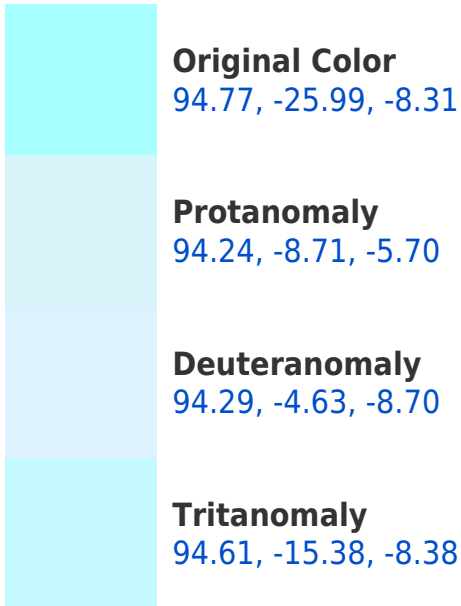 Original Color
94.77, -25.99, -8.31
Protanomaly
94.24, -8.71, -5.70
Deuteranomaly
94.29, -4.63, -8.70
Tritanomaly
94.61, -15.38, -8.38